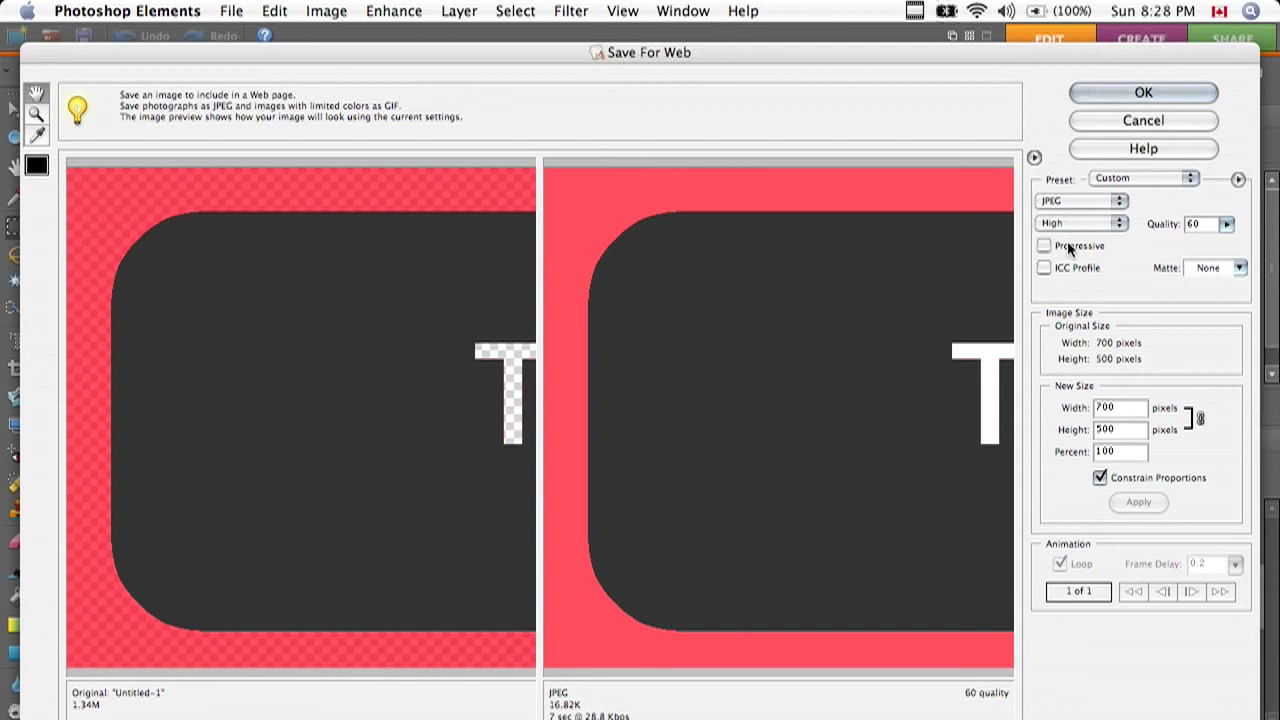 Photoshop Elements File Edit Image Enhance Layer Select Filter View Window Help (100%) Sun 8:28 PM
Undo Redo EDIT CREATE SHARE
Save For Web
Save an image to include in a Web page.
Save photographs as JPEG and images with limited colors as GIF.
The image preview shows how your image will look using the current settings.
OK
Cancel
Help
Preset: Custom
JPEG
High Quality: 60
Progressive
ICC Profile Matte: None
Image Size
Original Size
Width: 700 pixels
Height: 500 pixels
New Size
Width: 700 pixels
Height: 500 pixels
Percent: 100
Constrain Proportions
Apply
Animation
Loop Frame Delay: 0.2
1 of 1
T
T
Original: "Untitled-1"
1.34M
JPEG 60 quality
16.82K
7 sec @ 28.8 Kbps